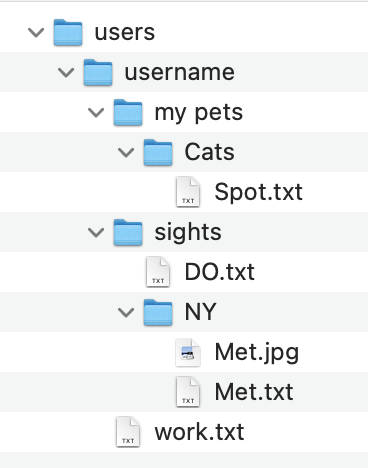 users
username
my pets
Cats
Spot.txt
sights
DO.txt
NY
Met.jpg
Met.txt
work.txt